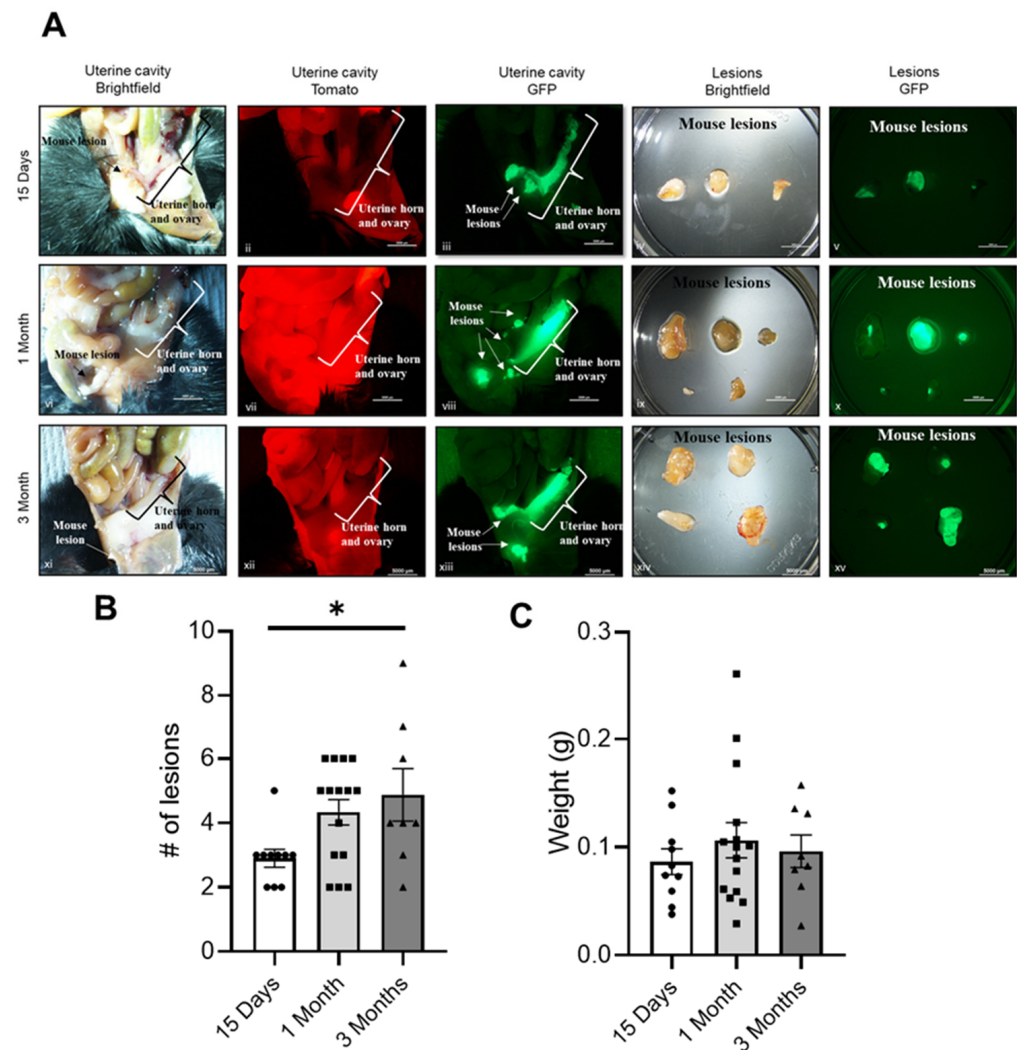 A
Uterine cavity
Brightfield
Uterine cavity
Tomato
Uterine cavity
GFP
Lesions
Brightfield
Lesions
GFP
15 Days
Mouse lesion
Uterine horn
and ovary
i
Uterine horn
and ovary
ii
Mouse
lesions
Uterine horn
and ovary
iii
Mouse lesions
iv
Mouse lesions
v
1 Month
Mouse lesion
Uterine horn
and ovary
vi
Uterine horn
and ovary
vii
Mouse
lesions
Uterine horn
and ovary
viii
Mouse lesions
ix
Mouse lesions
x
3 Month
Mouse
lesion
Uterine horn
and ovary
xi
5000 µm
Uterine horn
and ovary
xii
5000 µm
Mouse
lesions
Uterine horn
and ovary
xiii
5000 µm
Mouse lesions
xiv
5000 µm
Mouse lesions
xv
5000 µm
B
# of lesions
10
8
6
4
2
0
*
15 Days
1 Month
3 Months
C
Weight (g)
0.3
0.2
0.1
0.0
15 Days
1 Month
3 Months